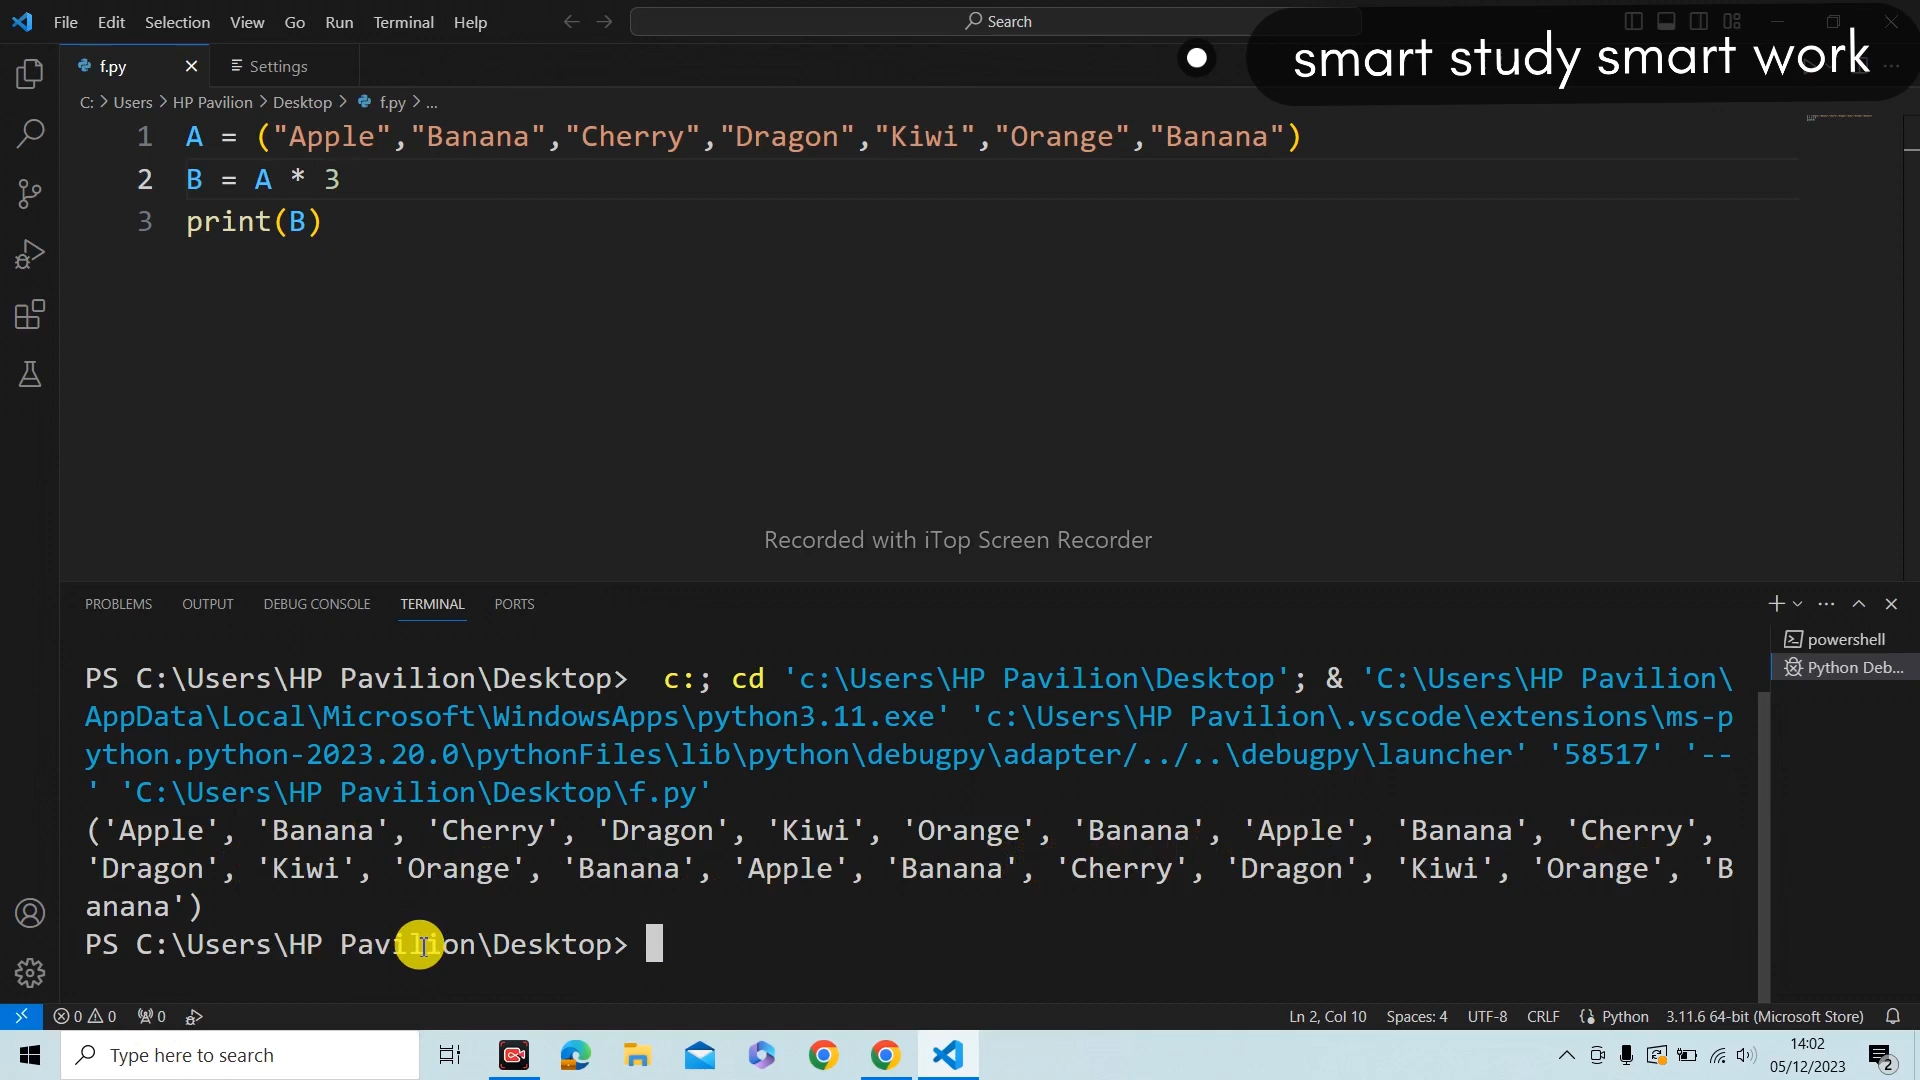 File Edit Selection View Go Run Terminal Help Search
smart study smart work
f.py Settings
C: > Users > HP Pavilion > Desktop > f.py > ...
1 A = ("Apple","Banana","Cherry","Dragon","Kiwi","Orange","Banana")
2 B = A * 3
3 print(B)
Recorded with iTop Screen Recorder
PROBLEMS OUTPUT DEBUG CONSOLE TERMINAL PORTS
powershell
Python Deb...
PS C:\Users\HP Pavilion\Desktop>  c:; cd 'c:\Users\HP Pavilion\Desktop'; & 'C:\Users\HP Pavilion\
AppData\Local\Microsoft\WindowsApps\python3.11.exe' 'c:\Users\HP Pavilion\.vscode\extensions\ms-p
ython.python-2023.20.0\pythonFiles\lib\python\debugpy\adapter/../..\debugpy\launcher' '58517' '--
' 'C:\Users\HP Pavilion\Desktop\f.py'
('Apple', 'Banana', 'Cherry', 'Dragon', 'Kiwi', 'Orange', 'Banana', 'Apple', 'Banana', 'Cherry',
'Dragon', 'Kiwi', 'Orange', 'Banana', 'Apple', 'Banana', 'Cherry', 'Dragon', 'Kiwi', 'Orange', 'B
anana')
PS C:\Users\HP Pavilion\Desktop>
0 0 0 Ln 2, Col 10 Spaces: 4 UTF-8 CRLF Python 3.11.6 64-bit (Microsoft Store)
Type here to search
14:02
05/12/2023
2